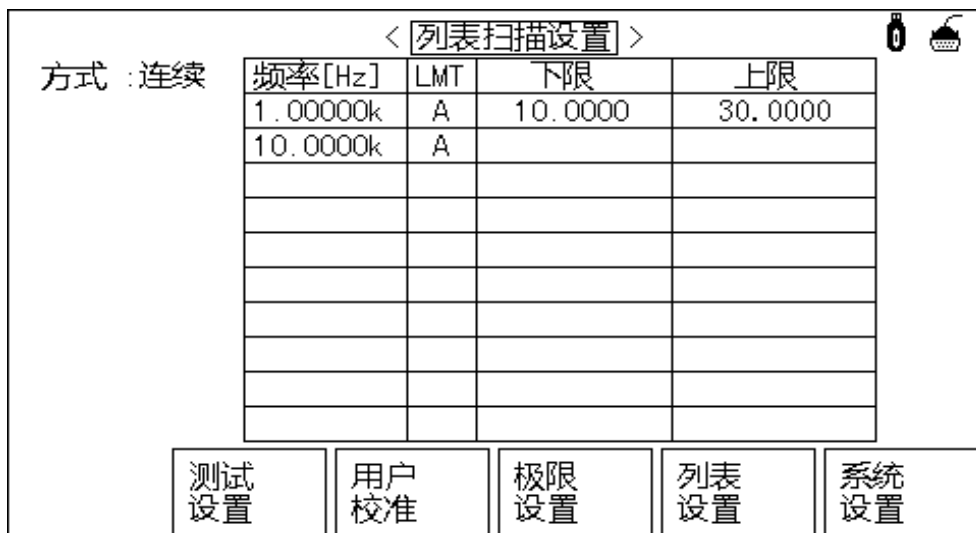 < 列表扫描设置 >
方式 :连续
频率[Hz] LMT 下限 上限
1.00000k A 10.0000 30.0000
10.0000k A
测试设置 用户校准 极限设置 列表设置 系统设置